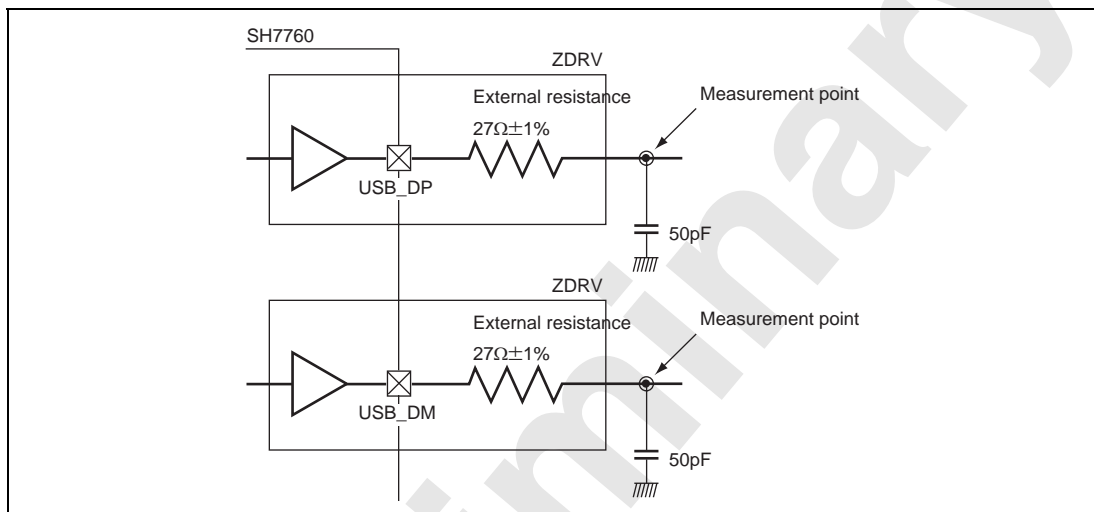 SH7760
ZDRV
External resistance
Measurement point
27Ω±1%
USB_DP
50pF
ZDRV
External resistance
Measurement point
27Ω±1%
USB_DM
50pF